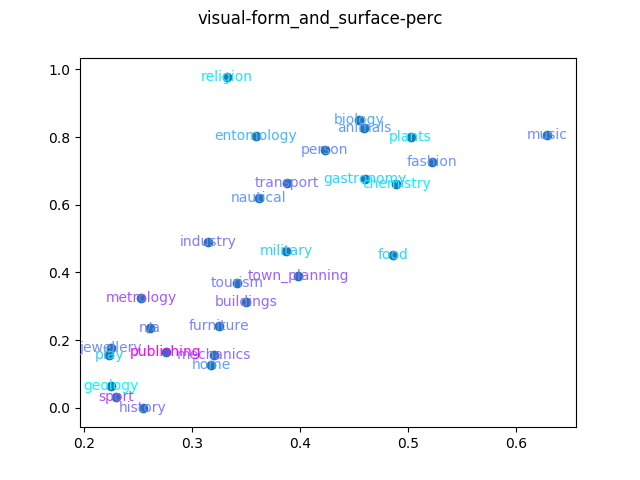 visual-form_and_surface-perc
1.0
religion
biology
animals
entomology
plants
music
0.8
person
fashion
transport
gastronomy
chemistry
nautical
0.6
industry
military
food
0.4
town_planning
tourism
metrology
buildings
n/a
furniture
0.2
jewellery
play
publishing
mechanics
home
geology
sport
history
0.0
0.2 0.3 0.4 0.5 0.6